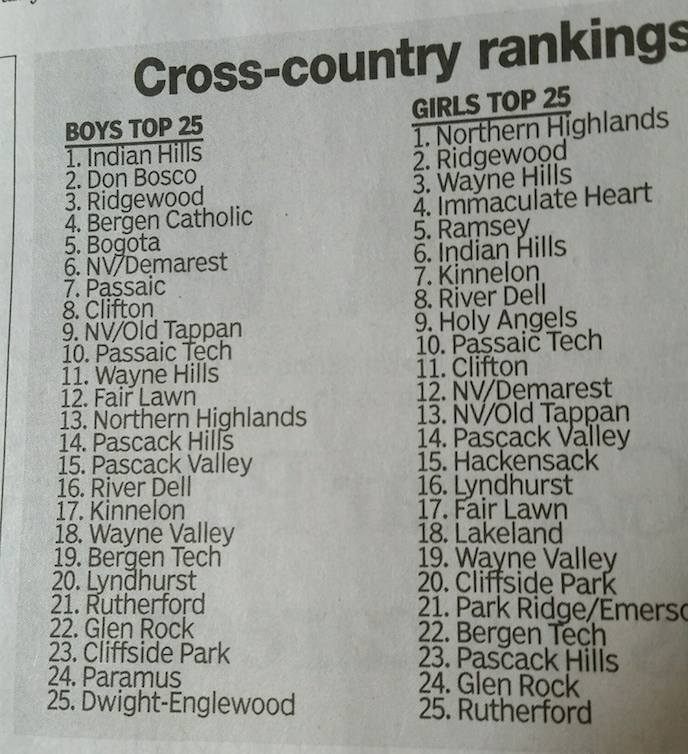 Cross-country rankings
BOYS TOP 25
1. Indian Hills
2. Don Bosco
3. Ridgewood
4. Bergen Catholic
5. Bogota
6. NV/Demarest
7. Passaic
8. Clifton
9. NV/Old Tappan
10. Passaic Tech
11. Wayne Hills
12. Fair Lawn
13. Northern Highlands
14. Pascack Hills
15. Pascack Valley
16. River Dell
17. Kinnelon
18. Wayne Valley
19. Bergen Tech
20. Lyndhurst
21. Rutherford
22. Glen Rock
23. Cliffside Park
24. Paramus
25. Dwight-Englewood
GIRLS TOP 25
1. Northern Highlands
2. Ridgewood
3. Wayne Hills
4. Immaculate Heart
5. Ramsey
6. Indian Hills
7. Kinnelon
8. River Dell
9. Holy Angels
10. Passaic Tech
11. Clifton
12. NV/Demarest
13. NV/Old Tappan
14. Pascack Valley
15. Hackensack
16. Lyndhurst
17. Fair Lawn
18. Lakeland
19. Wayne Valley
20. Cliffside Park
21. Park Ridge/Emerso
22. Bergen Tech
23. Pascack Hills
24. Glen Rock
25. Rutherford